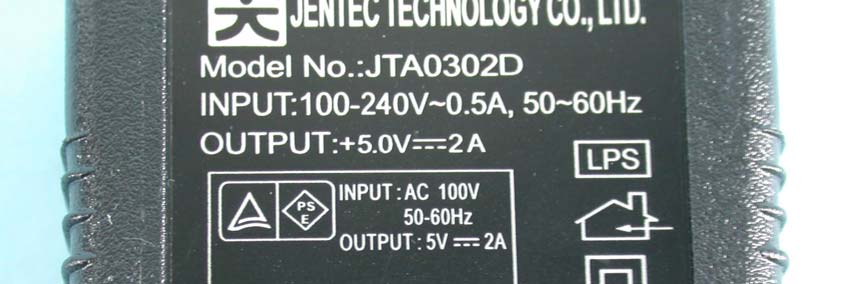 JENTEC TECHNOLOGY CO., LTD.
Model No.:JTA0302D
INPUT:100-240V~0.5A, 50~60Hz
OUTPUT:+5.0V⎓2A
LPS
PS
E
INPUT : AC 100V
50-60Hz
OUTPUT : 5V⎓2A